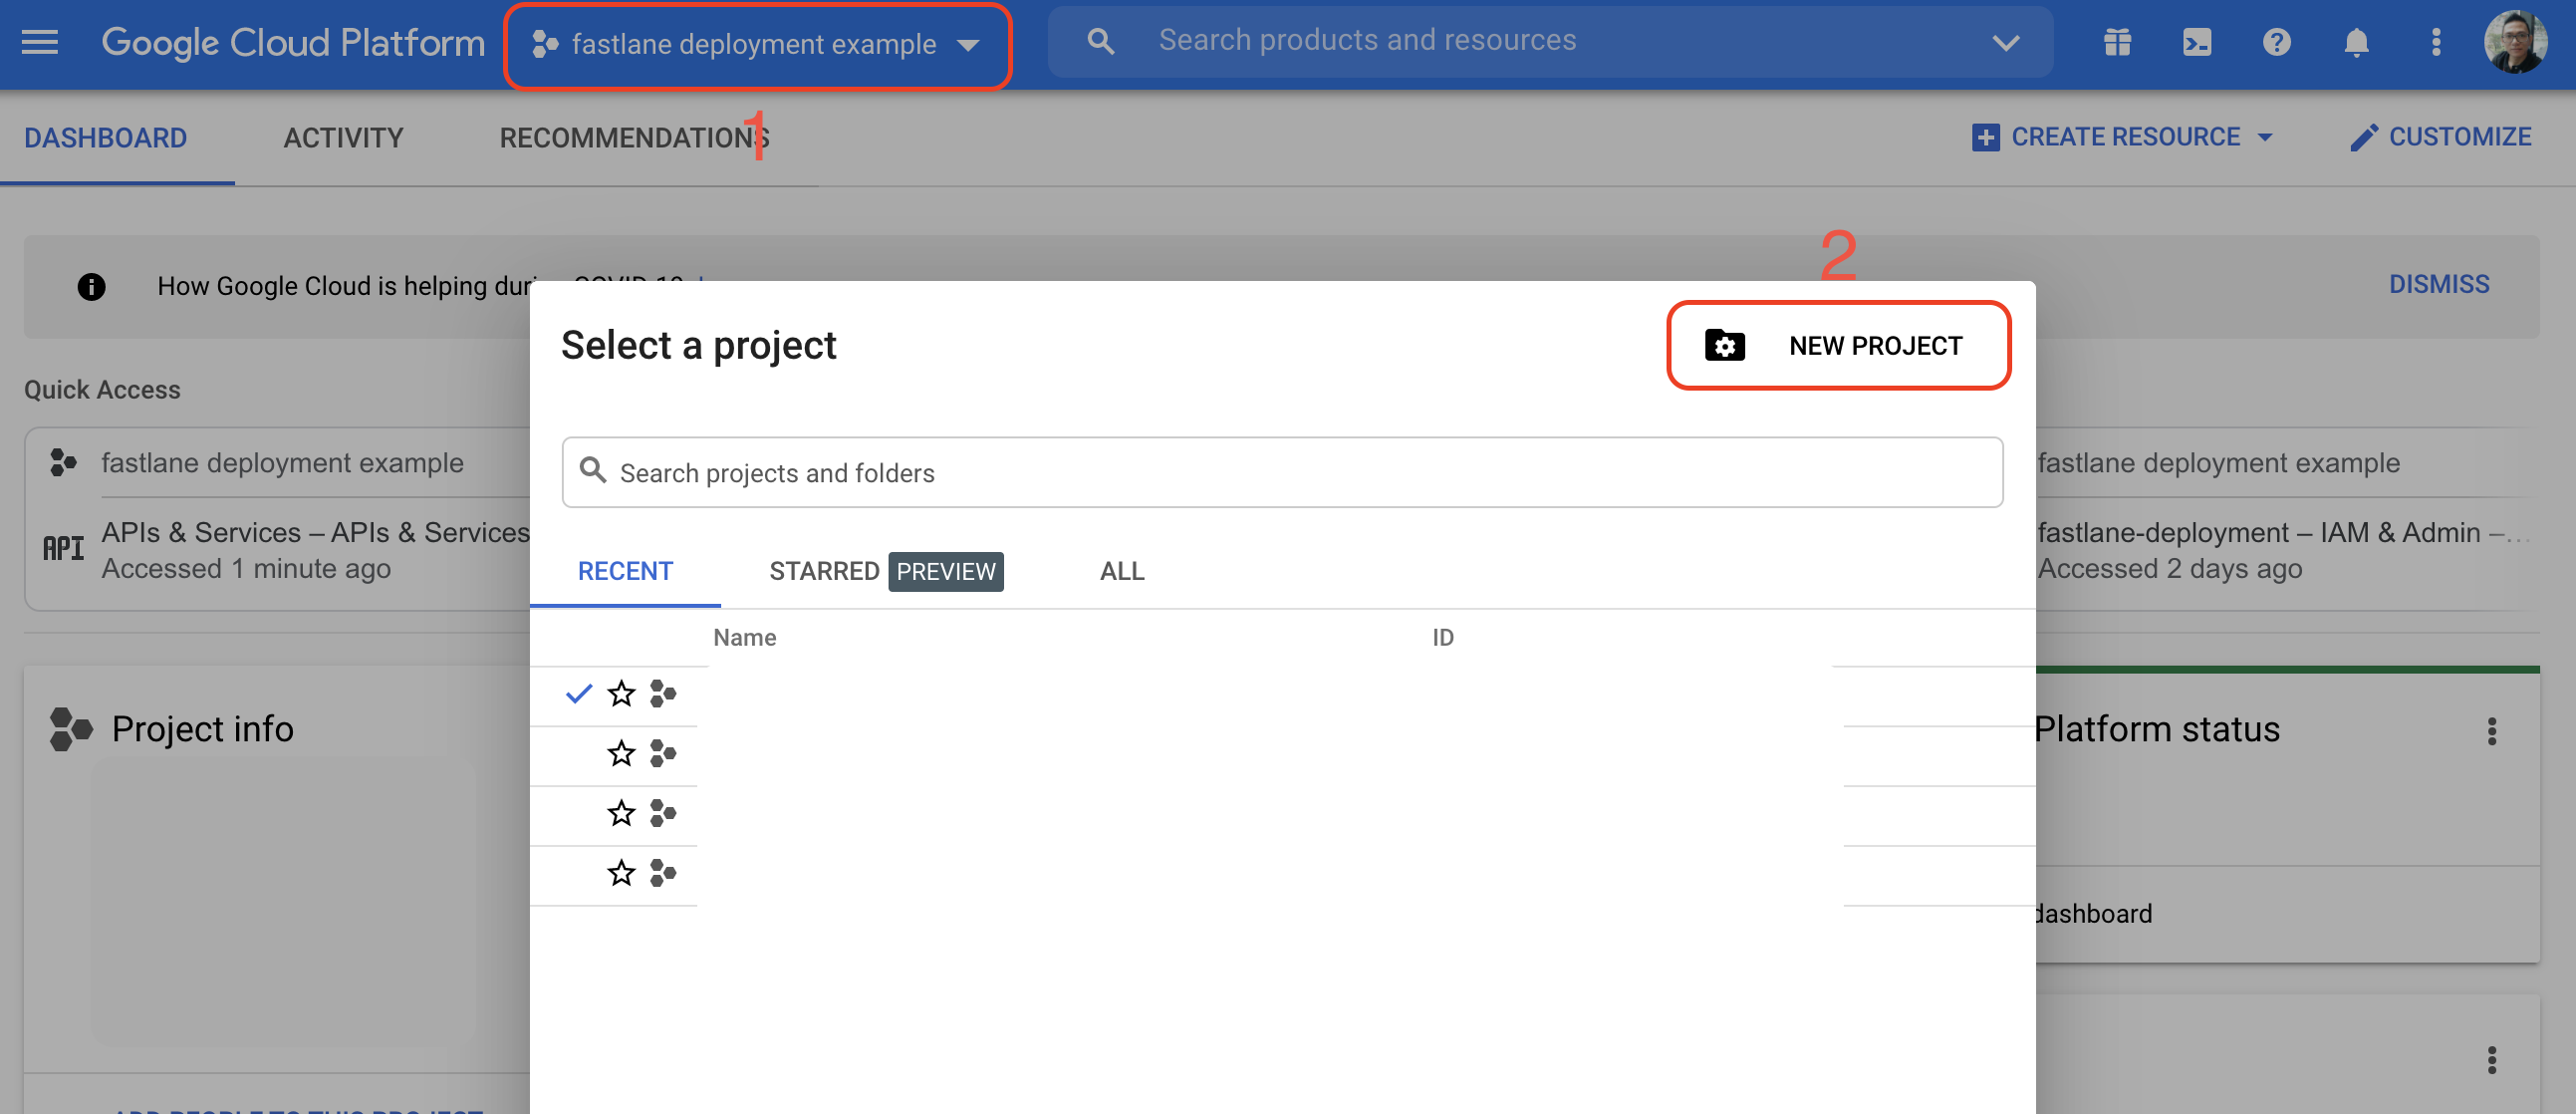 Google Cloud Platform
fastlane deployment example
Search products and resources
DASHBOARD
ACTIVITY
RECOMMENDATIONS
1
CREATE RESOURCE
CUSTOMIZE
2
How Google Cloud is helping
DISMISS
Select a project
NEW PROJECT
Quick Access
Search projects and folders
fastlane deployment example
fastlane deployment example
APIs & Services – APIs & Services
Accessed 1 minute ago
fastlane-deployment – IAM & Admin –...
Accessed 2 days ago
RECENT
STARRED PREVIEW
ALL
Name
ID
Project info
Platform status
dashboard